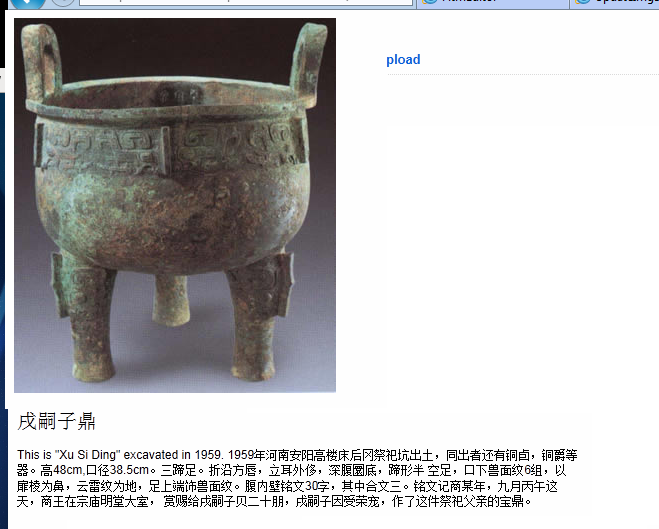 pload
戌嗣子鼎
This is "Xu Si Ding" excavated in 1959. 1959年河南安阳高楼床后冈祭祀坑出土，同出者还有铜卣，铜爵等
器。高48cm,口径38.5cm。三蹄足。折沿方唇，立耳外侈，深腹圜底，蹄形半 空足，口下兽面纹6组，以
扉棱为鼻，云雷纹为地，足上端饰兽面纹。腹内壁铭文30字，其中合文三。铭文记商某年，九月丙午这
天，商王在宗庙明堂大室， 赏赐给戌嗣子贝二十朋，戌嗣子因受荣宠，作了这件祭祀父亲的宝鼎。